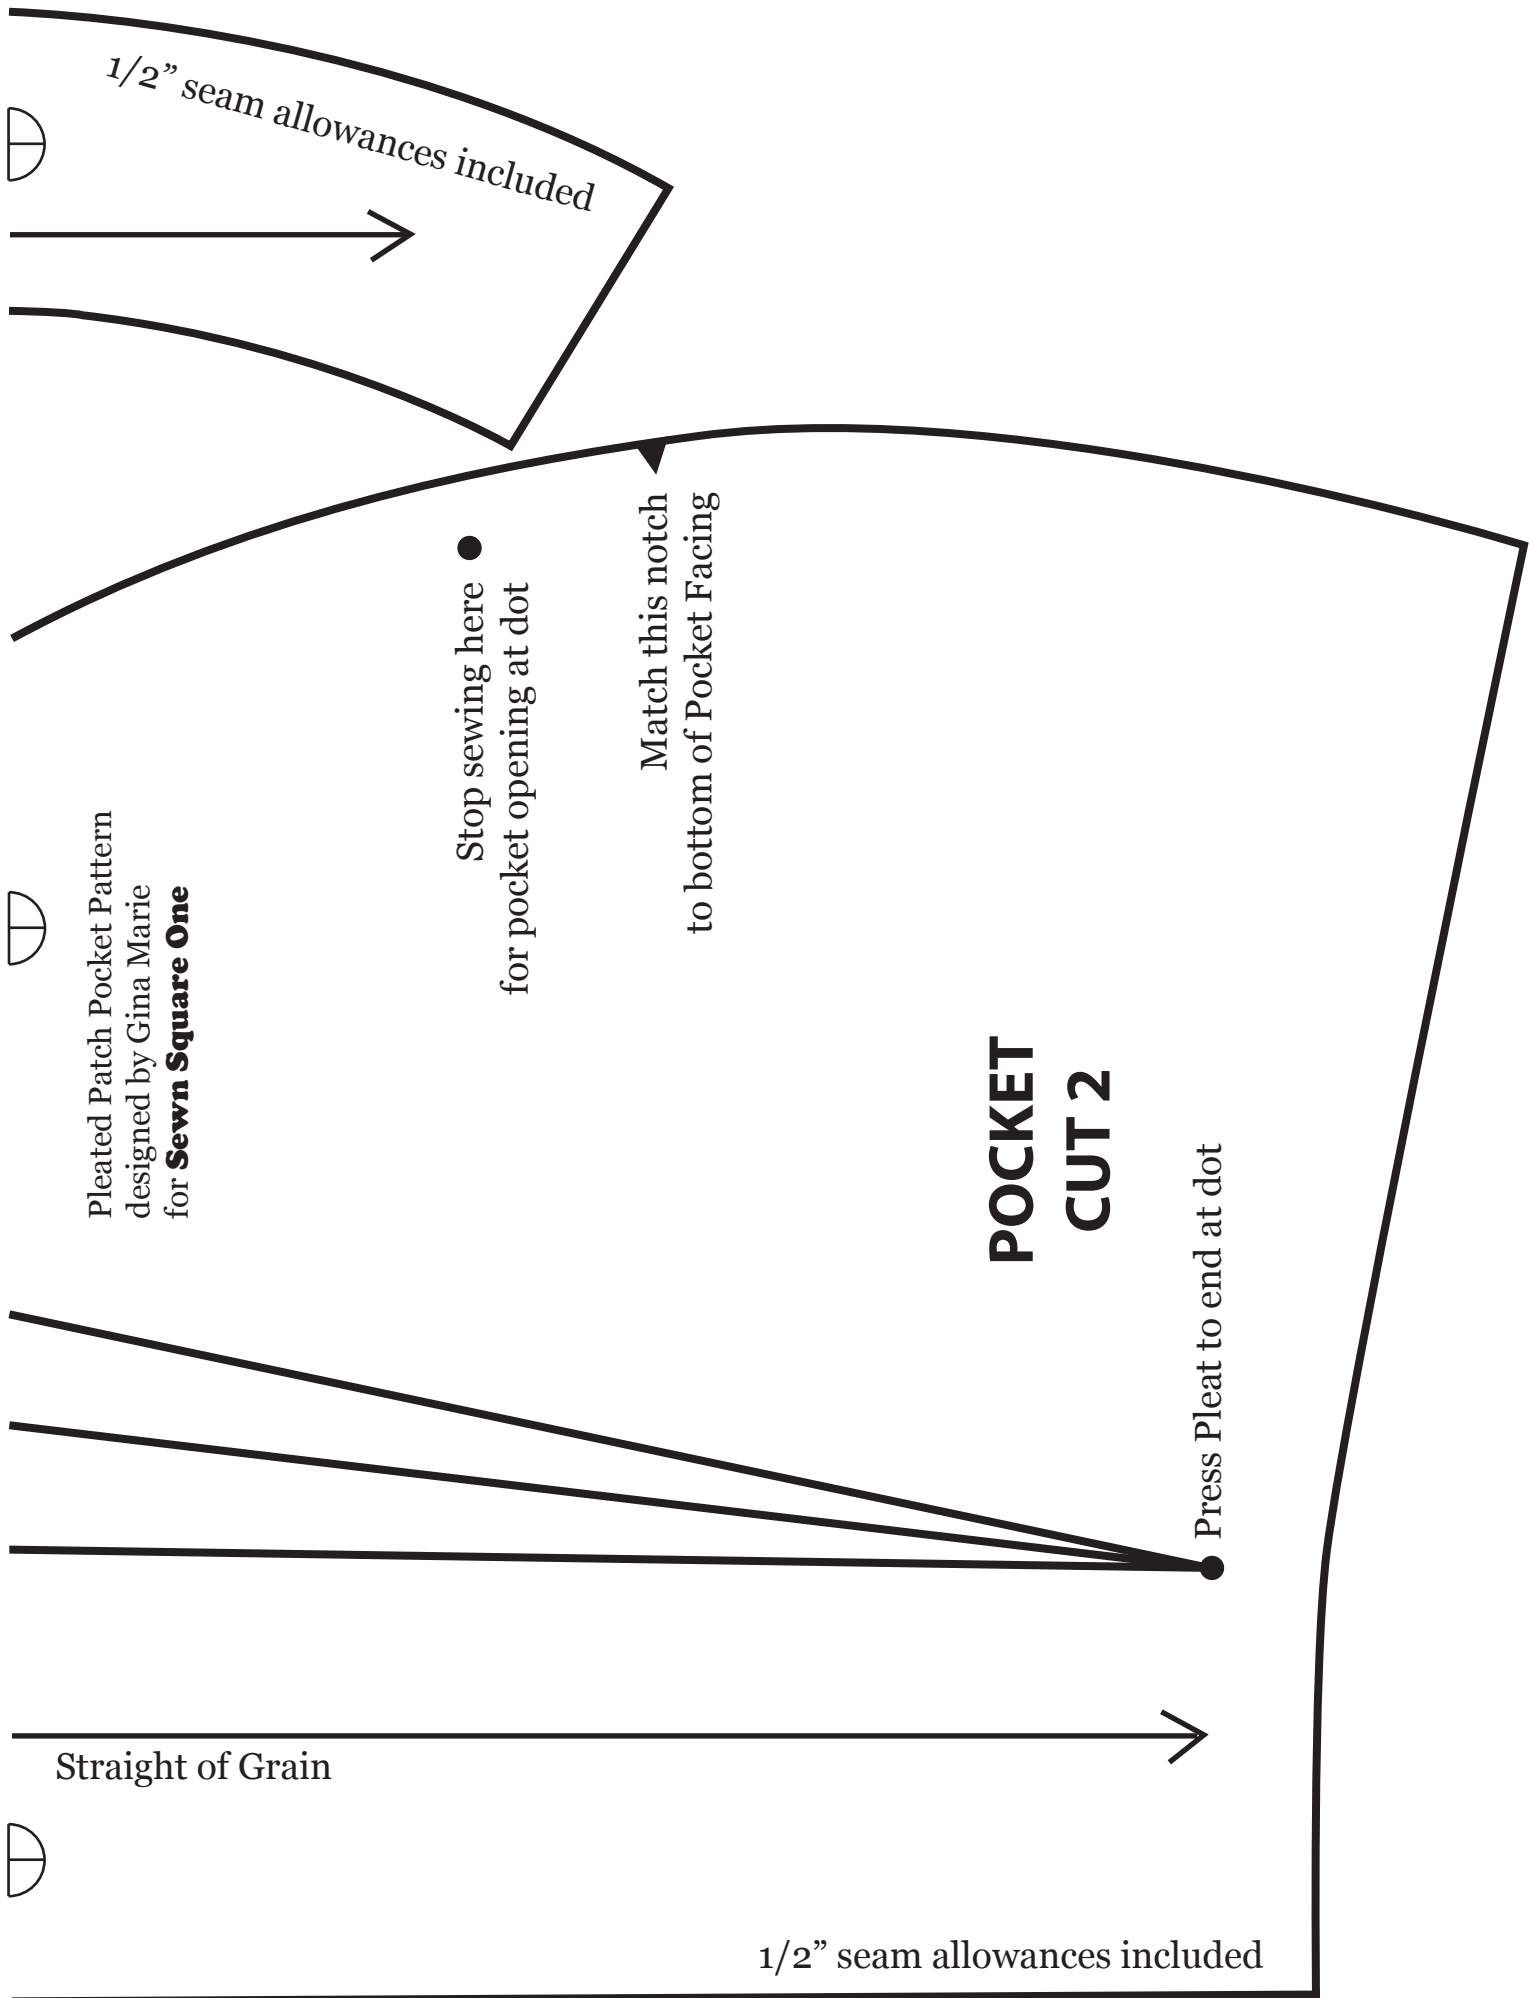 1/2” seam allowances included
Stop sewing here
for pocket opening at dot
Match this notch
to bottom of Pocket Facing
Pleated Patch Pocket Pattern
designed by Gina Marie
for Sewn Square One
POCKET
CUT 2
Press Pleat to end at dot
Straight of Grain
1/2” seam allowances included